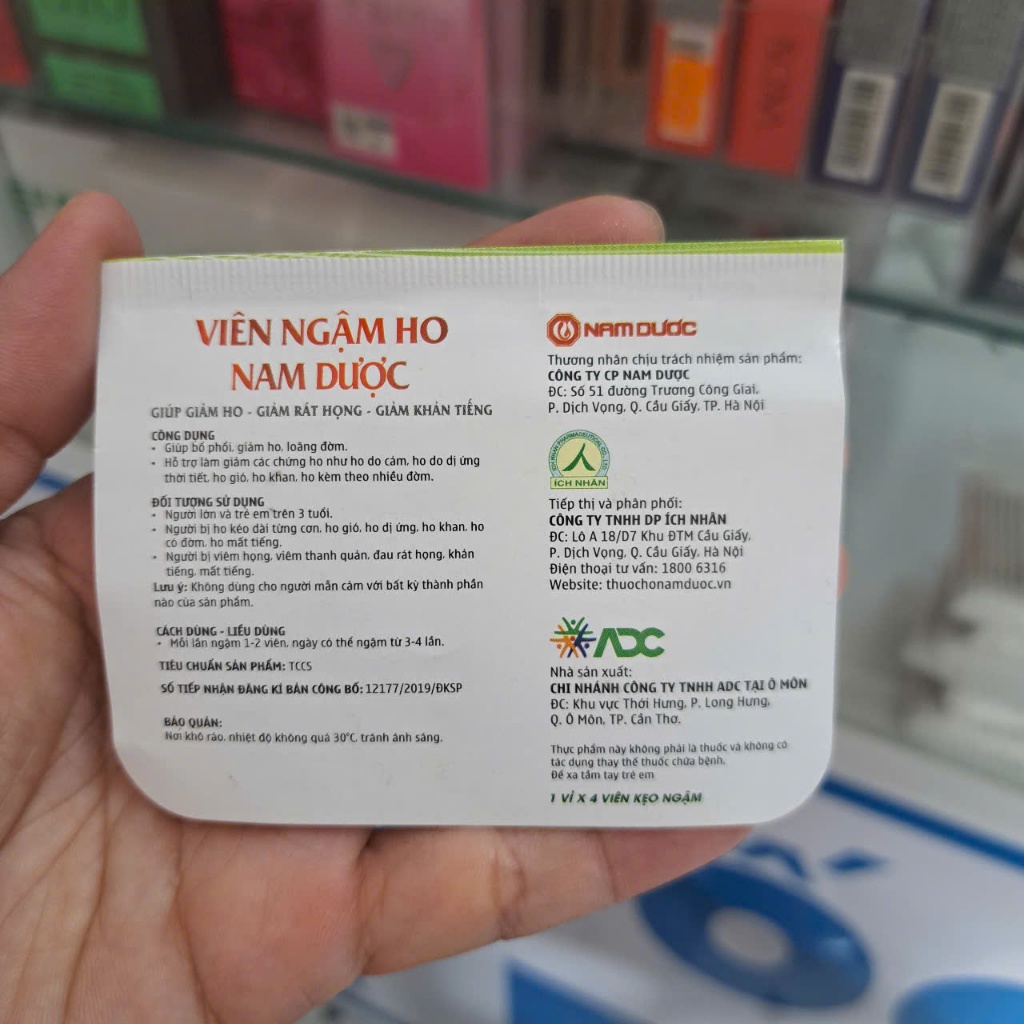 VIÊN NGẬM HO
NAM DƯỢC
GIÚP GIẢM HO - GIẢM RÁT HỌNG - GIẢM KHẢN TIẾNG
CÔNG DỤNG
- Giúp bổ phổi, giảm ho, loãng đờm.
- Hỗ trợ làm giảm các chứng ho như ho do cảm, ho do dị ứng
thời tiết, ho gió, ho khan, ho kèm theo nhiều đờm.
ĐỐI TƯỢNG SỬ DỤNG
- Người lớn và trẻ em trên 3 tuổi.
- Người bị ho kéo dài từng cơn, ho gió, ho dị ứng, ho khan, ho
có đờm, ho mất tiếng.
- Người bị viêm họng, viêm thanh quản, đau rát họng, khản
tiếng, mất tiếng.
Lưu ý: Không dùng cho người mẫn cảm với bất kỳ thành phần
nào của sản phẩm.
CÁCH DÙNG - LIỀU DÙNG
- Mỗi lần ngậm 1-2 viên, ngày có thể ngậm từ 3-4 lần.
TIÊU CHUẨN SẢN PHẨM: TCCS
SỐ TIẾP NHẬN ĐĂNG KÍ BẢN CÔNG BỐ: 12177/2019/ĐKSP
BẢO QUẢN:
Nơi khô ráo, nhiệt độ không quá 30°C, tránh ánh sáng.
NAM DƯỢC
Thương nhân chịu trách nhiệm sản phẩm:
CÔNG TY CP NAM DƯỢC
ĐC: Số 51 đường Trương Công Giai,
P. Dịch Vọng, Q. Cầu Giấy, TP. Hà Nội
ÍCH NHÂN
Tiếp thị và phân phối:
CÔNG TY TNHH DP ÍCH NHÂN
ĐC: Lô A 18/D7 Khu ĐTM Cầu Giấy,
P. Dịch Vọng, Q. Cầu Giấy, Hà Nội
Điện thoại tư vấn: 1800 6316
Website: thuochonamduoc.vn
ADC
Nhà sản xuất:
CHI NHÁNH CÔNG TY TNHH ADC TẠI Ô MÔN
ĐC: Khu vực Thới Hưng, P. Long Hưng,
Q. Ô Môn, TP. Cần Thơ.
Thực phẩm này không phải là thuốc và không có
tác dụng thay thế thuốc chữa bệnh.
Để xa tầm tay trẻ em
1 VỈ X 4 VIÊN KẸO NGẬM